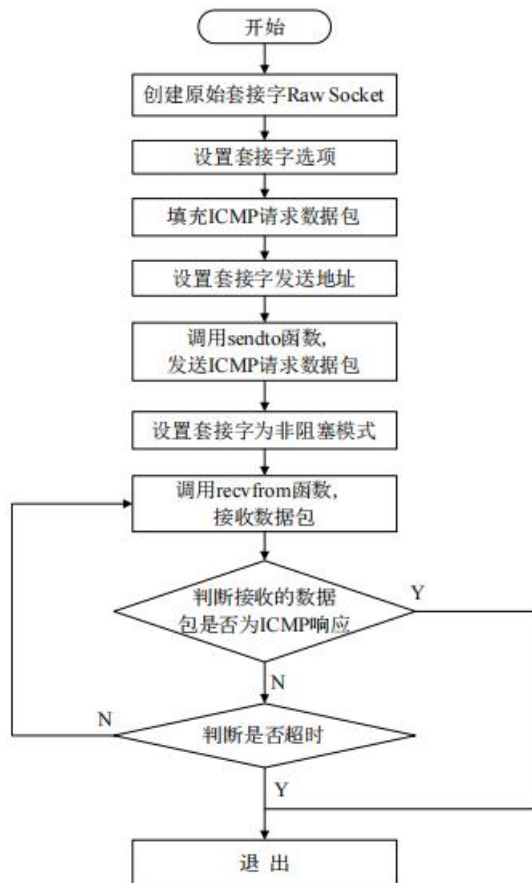 开始
创建原始套接字Raw Socket
设置套接字选项
填充ICMP请求数据包
设置套接字发送地址
调用sendto函数,
发送ICMP请求数据包
设置套接字为非阻塞模式
调用recvfrom函数,
接收数据包
判断接收的数据
包是否为ICMP响应
Y
N
判断是否超时
N
Y
退 出